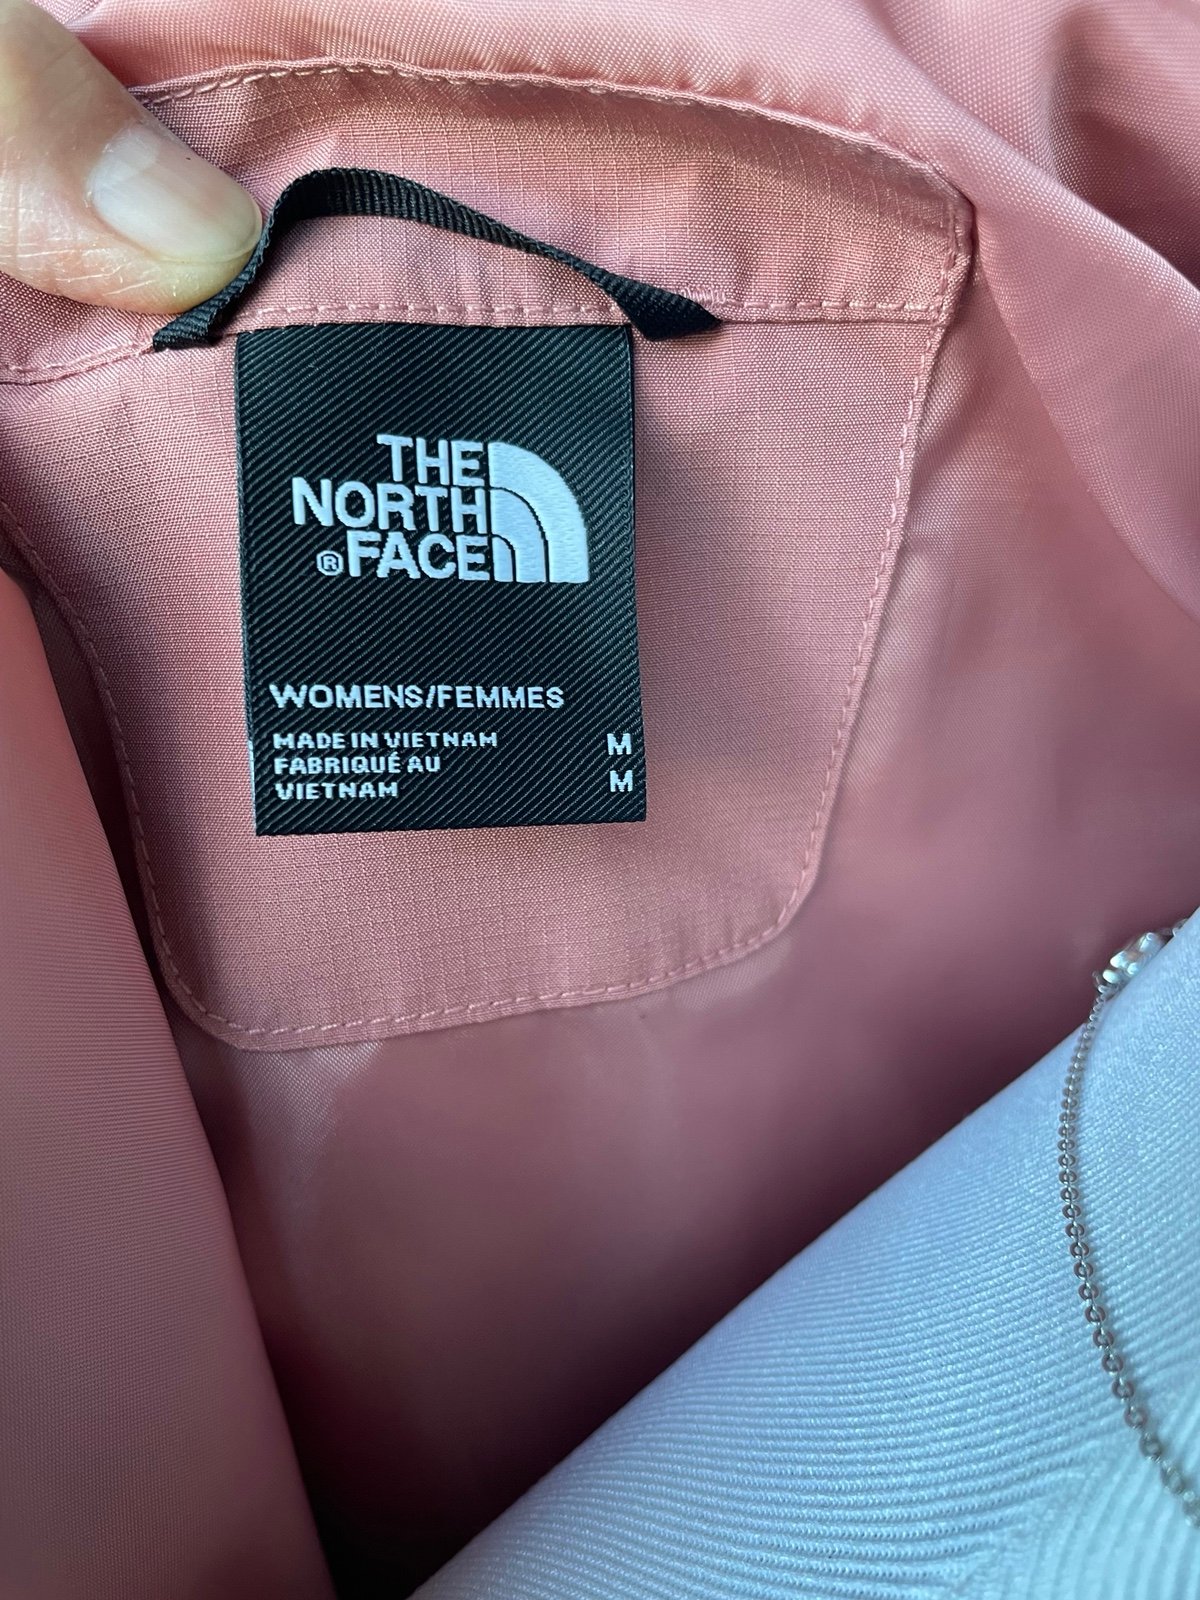 THE
NORTH
®FACE
WOMENS/FEMMES
MADE IN VIETNAM M
FABRIQUÉ AU M
VIETNAM